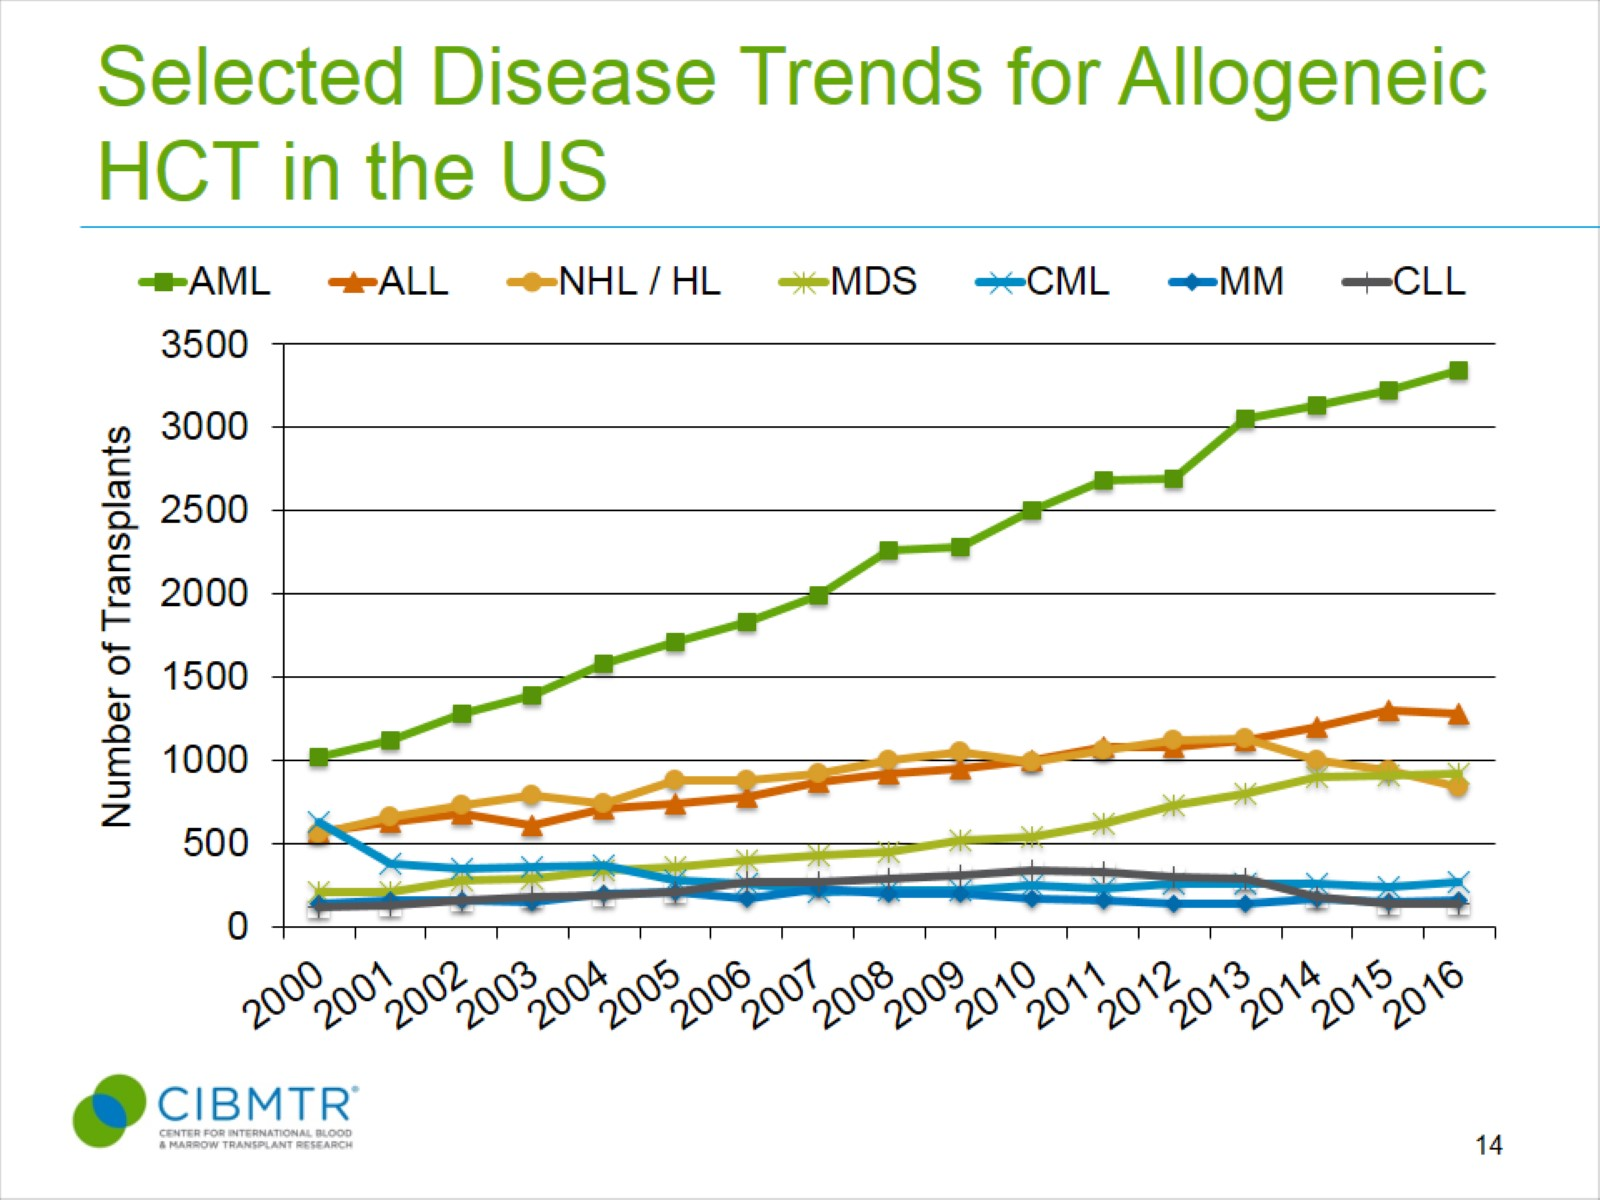 Selected Disease Trends for Allogeneic
HCT in the US
AML ALL NHL / HL MDS CML MM CLL
Number of Transplants
3500
3000
2500
2000
1500
1000
500
0
2000 2001 2002 2003 2004 2005 2006 2007 2008 2009 2010 2011 2012 2013 2014 2015 2016
CIBMTR®
CENTER FOR INTERNATIONAL BLOOD
& MARROW TRANSPLANT RESEARCH
14